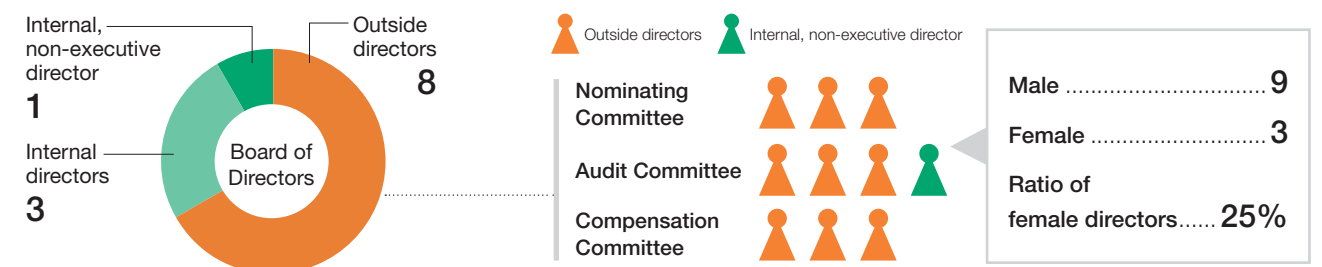 Internal,
non-executive
director
1
Internal
directors
3
Outside
directors
8
Board of
Directors
Outside directors
Internal, non-executive director
Nominating
Committee
Audit Committee
Compensation
Committee
Male ................................ 9
Female ............................ 3
Ratio of
female directors...... 25%